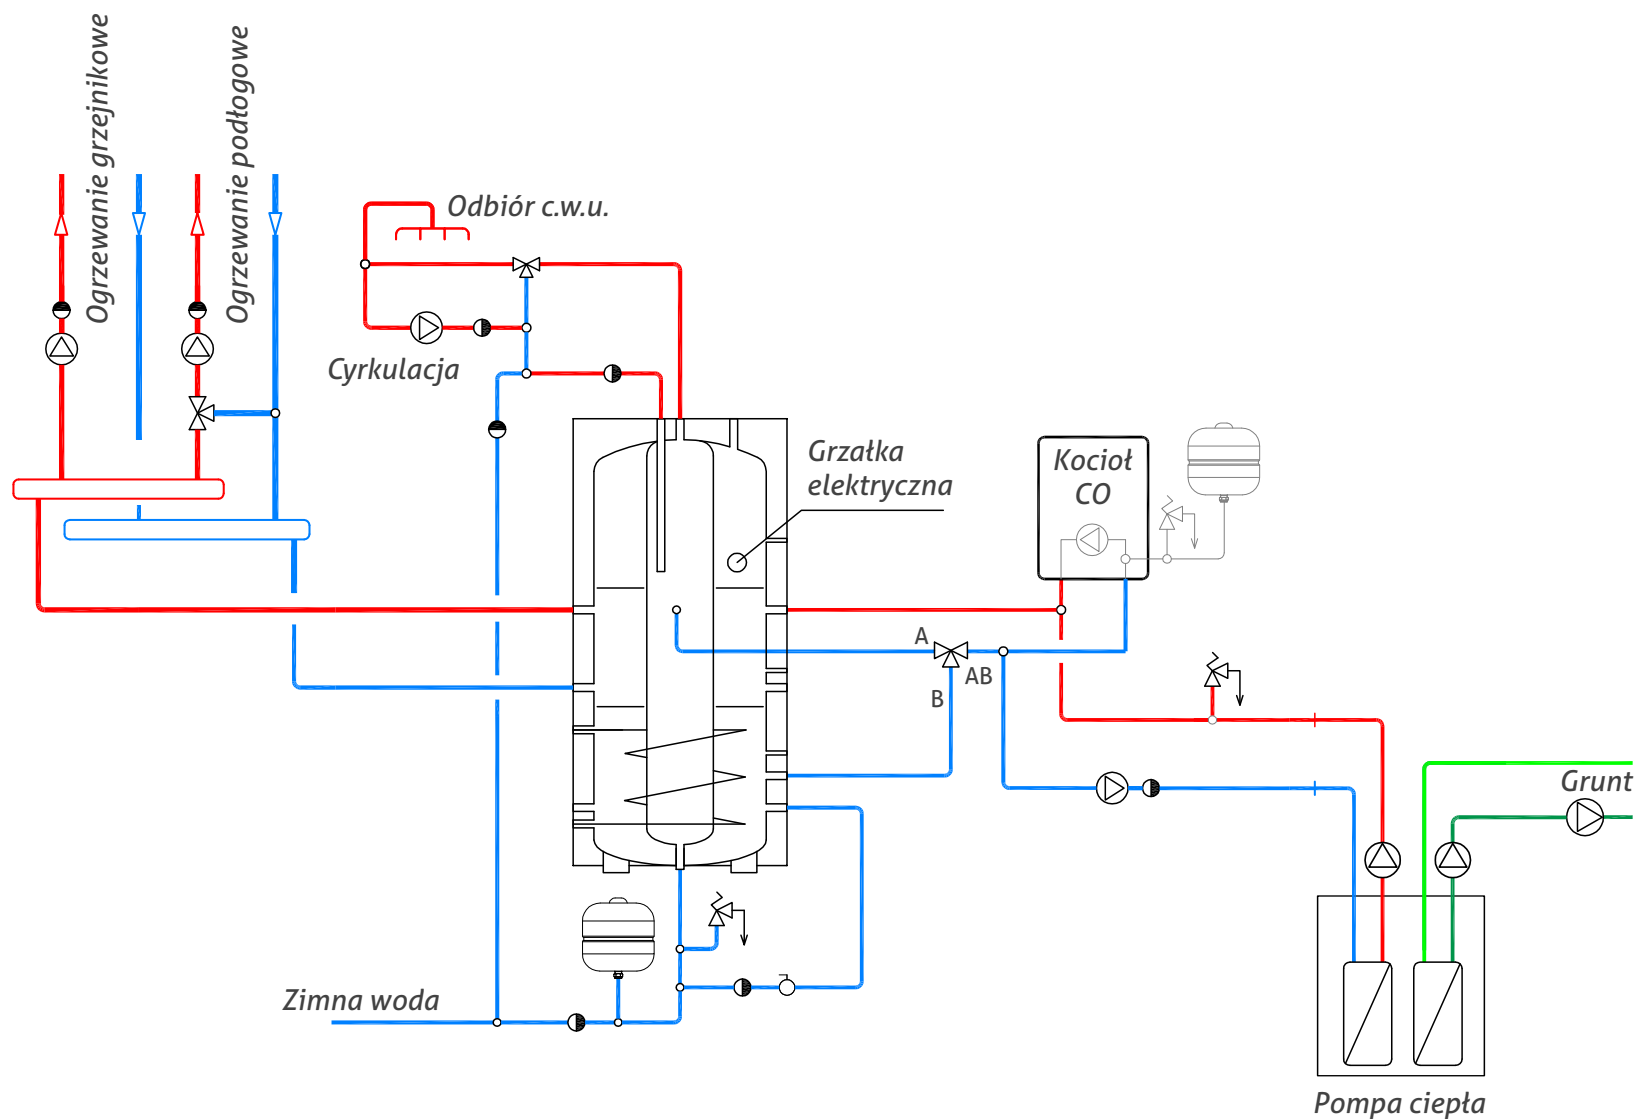 Ogrzewanie grzejnikowe
Ogrzewanie podłogowe
Odbiór c.w.u.
Cyrkulacja
Grzałka
elektryczna
Kocioł
CO
A
AB
B
Grunt
Zimna woda
Pompa ciepła